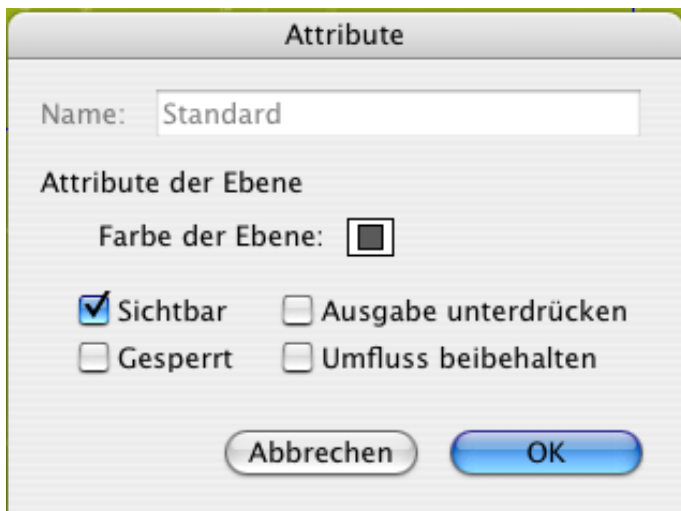 Attribute
Name: Standard
Attribute der Ebene
Farbe der Ebene:
Sichtbar Ausgabe unterdrücken
Gesperrt Umfluss beibehalten
Abbrechen OK